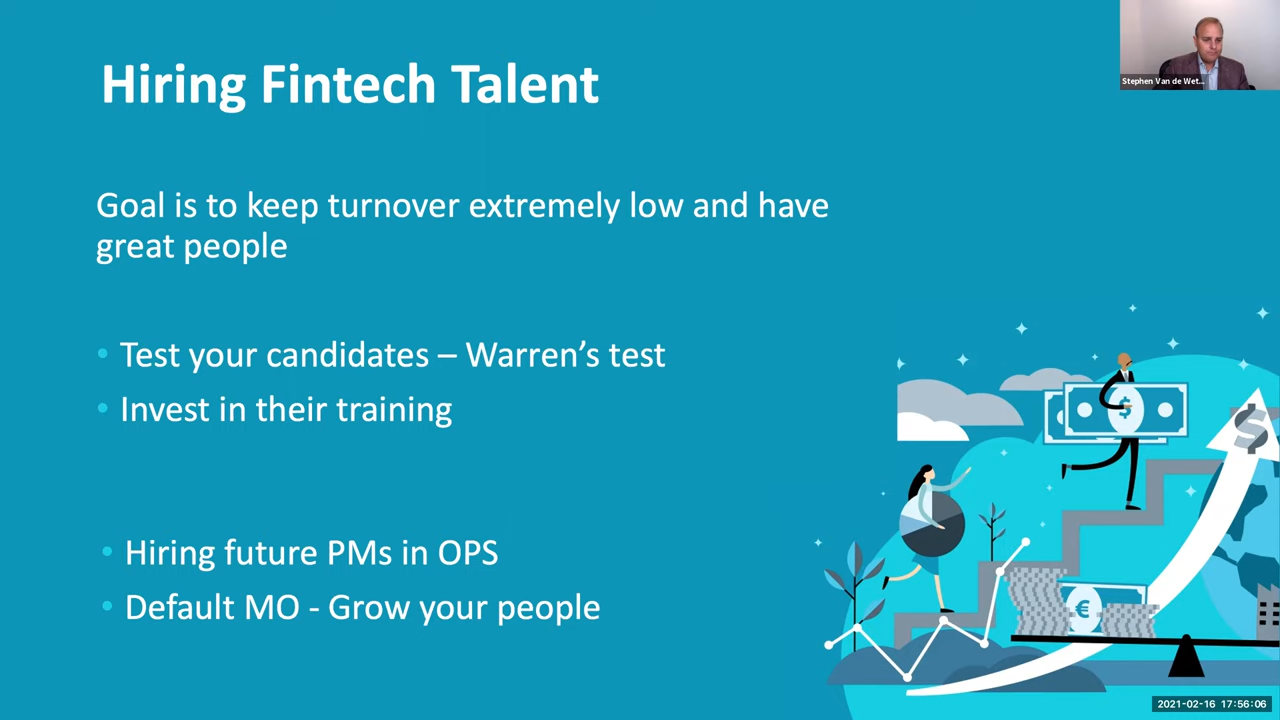 Hiring Fintech Talent
Stephen Van de Wet...
Goal is to keep turnover extremely low and have
great people
• Test your candidates – Warren's test
• Invest in their training
• Hiring future PMs in OPS
• Default MO - Grow your people
$
$
€
2021-02-16 17:56:06